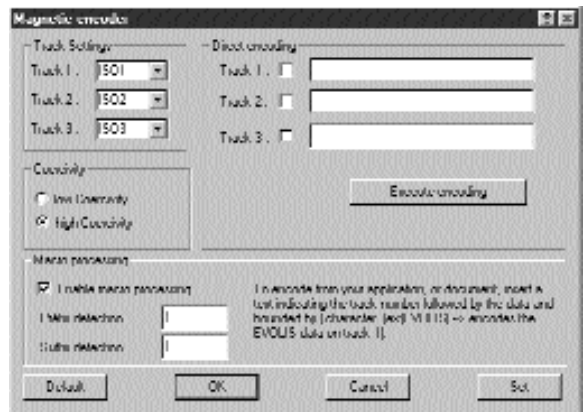 Magnetic encoder
Track Settings
Track 1 : ISO1
Track 2 : ISO2
Track 3 : ISO3
Direct encoding
Track 1 :
Track 2 :
Track 3 :
Execute encoding
Coercivity
low Coercivity
high Coercivity
Macro processing
Enable macro processing
Prefix detection
Suffix detection
To encode from your application, or document, insert a
text indicating the track number followed by the data and
bounded by character encodes the
EVOLIS data on track 1].
Default
OK
Cancel
Set